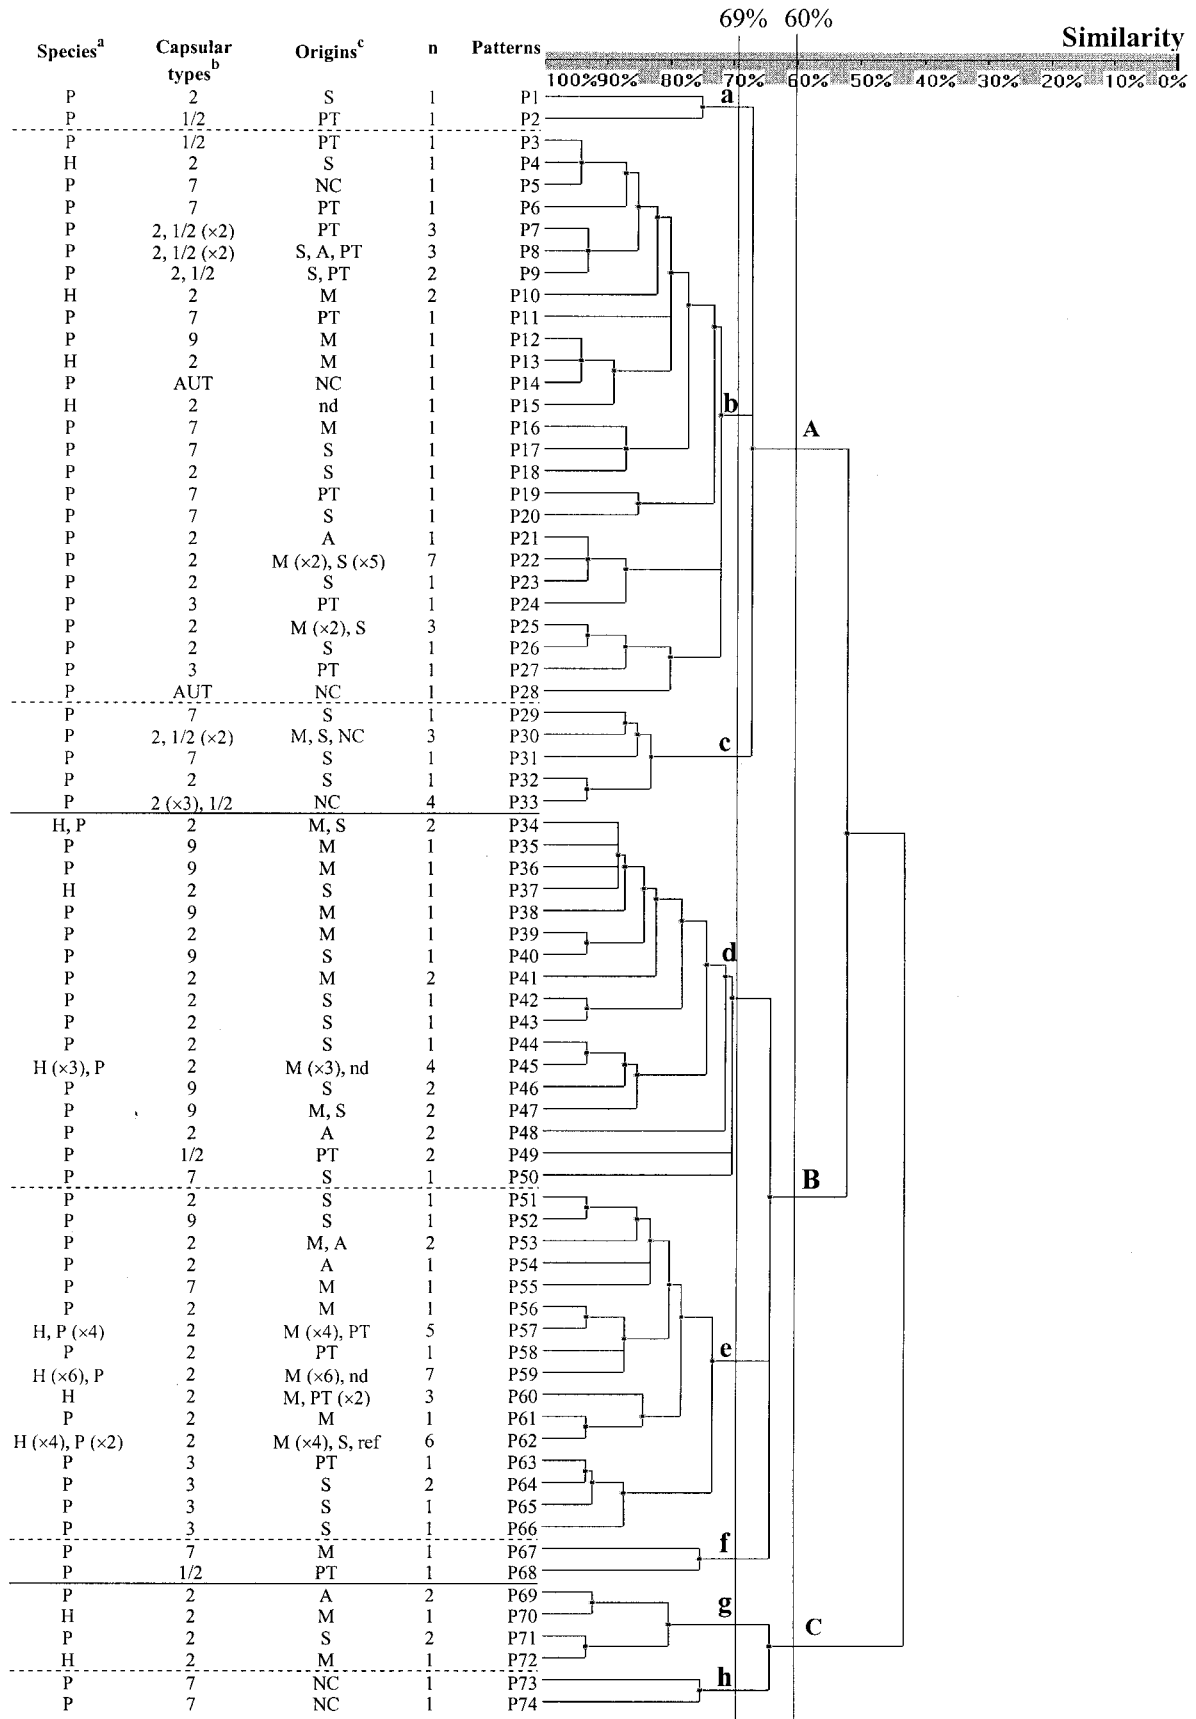 69% 60%
Similarity
Species^a Capsular types^b Origins^c n Patterns
100% 90% 80% 70% 60% 50% 40% 30% 20% 10% 0%
P 2 S 1 P1 a
P 1/2 PT 1 P2
P 1/2 PT 1 P3
H 2 S 1 P4
P 7 NC 1 P5
P 7 PT 1 P6
P 2, 1/2 (×2) PT 3 P7
P 2, 1/2 (×2) S, A, PT 3 P8
P 2, 1/2 S, PT 2 P9
H 2 M 2 P10
P 7 PT 1 P11
P 9 M 1 P12
H 2 M 1 P13
P AUT NC 1 P14
H 2 nd 1 P15 b
P 7 M 1 P16 A
P 7 S 1 P17
P 2 S 1 P18
P 7 PT 1 P19
P 7 S 1 P20
P 2 A 1 P21
P 2 M (×2), S (×5) 7 P22
P 2 S 1 P23
P 3 PT 1 P24
P 2 M (×2), S 3 P25
P 2 S 1 P26
P 3 PT 1 P27
P AUT NC 1 P28
P 7 S 1 P29
P 2, 1/2 (×2) M, S, NC 3 P30 c
P 7 S 1 P31
P 2 S 1 P32
P 2 (×3), 1/2 NC 4 P33
H, P 2 M, S 2 P34
P 9 M 1 P35
P 9 M 1 P36
H 2 S 1 P37
P 9 M 1 P38
P 2 M 1 P39
P 9 S 1 P40 d
P 2 M 2 P41
P 2 S 1 P42
P 2 S 1 P43
P 2 S 1 P44
H (×3), P 2 M (×3), nd 4 P45
P 9 S 2 P46
P 9 M, S 2 P47
P 2 A 2 P48
P 1/2 PT 2 P49
P 7 S 1 P50 B
P 2 S 1 P51
P 9 S 1 P52
P 2 M, A 2 P53
P 2 A 1 P54
P 7 M 1 P55
P 2 M 1 P56
H, P (×4) 2 M (×4), PT 5 P57
P 2 PT 1 P58 e
H (×6), P 2 M (×6), nd 7 P59
H 2 M, PT (×2) 3 P60
P 2 M 1 P61
H (×4), P (×2) 2 M (×4), S, ref 6 P62
P 3 PT 1 P63
P 3 S 2 P64
P 3 S 1 P65
P 3 S 1 P66
P 7 M 1 P67 f
P 1/2 PT 1 P68
P 2 A 2 P69 g
H 2 M 1 P70 C
P 2 S 2 P71
H 2 M 1 P72
P 7 NC 1 P73 h
P 7 NC 1 P74